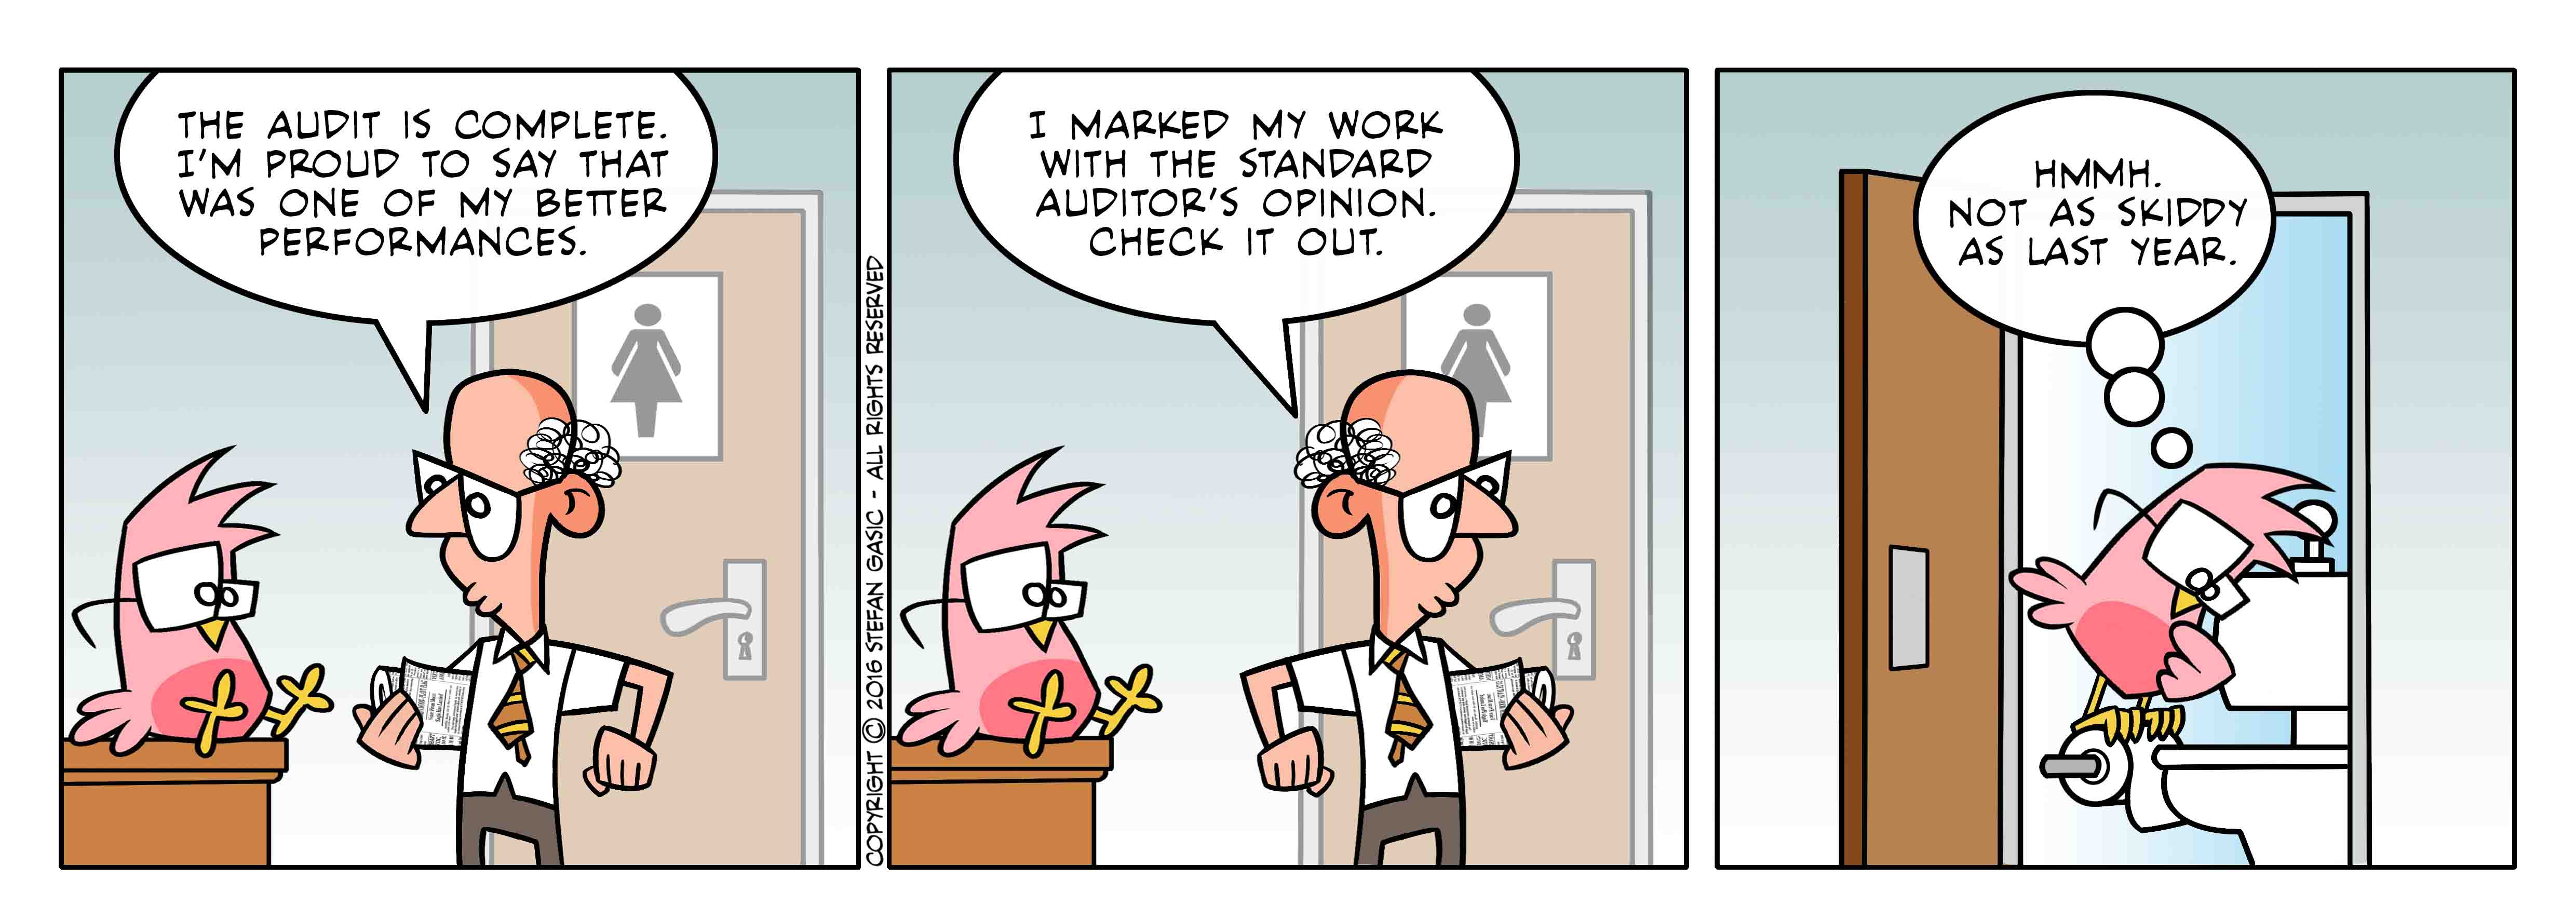 THE AUDIT IS COMPLETE.
I'M PROUD TO SAY THAT
WAS ONE OF MY BETTER
PERFORMANCES.
COPYRIGHT © 2016 STEFAN GASIC - ALL RIGHTS RESERVED
I MARKED MY WORK
WITH THE STANDARD
AUDITOR'S OPINION.
CHECK IT OUT.
HMMH.
NOT AS SKIDDY
AS LAST YEAR.